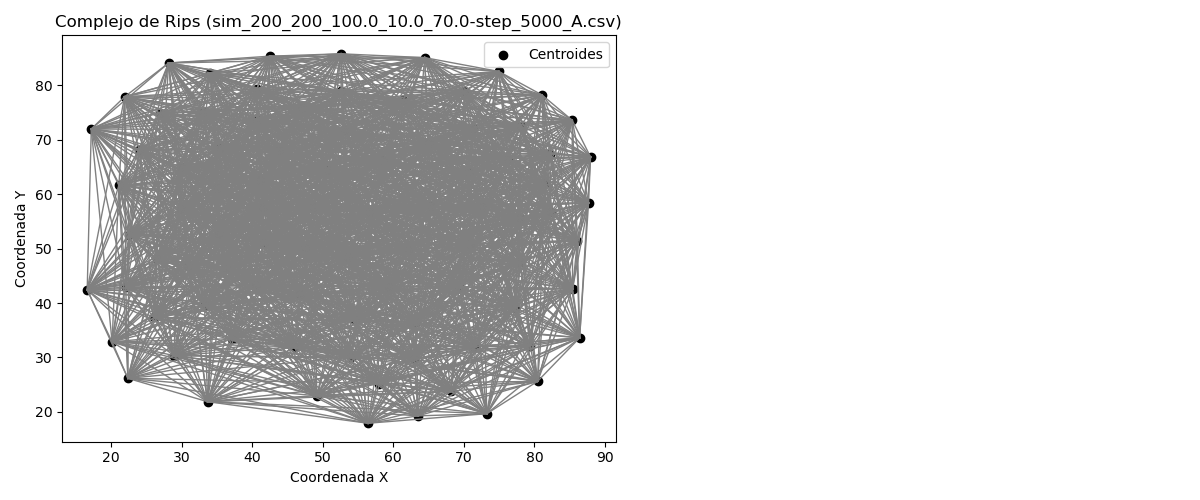 Complejo de Rips (sim_200_200_100.0_10.0_70.0-step_5000_A.csv)
Centroides
80
70
60
50
40
30
20
Coordenada Y
20 30 40 50 60 70 80 90
Coordenada X